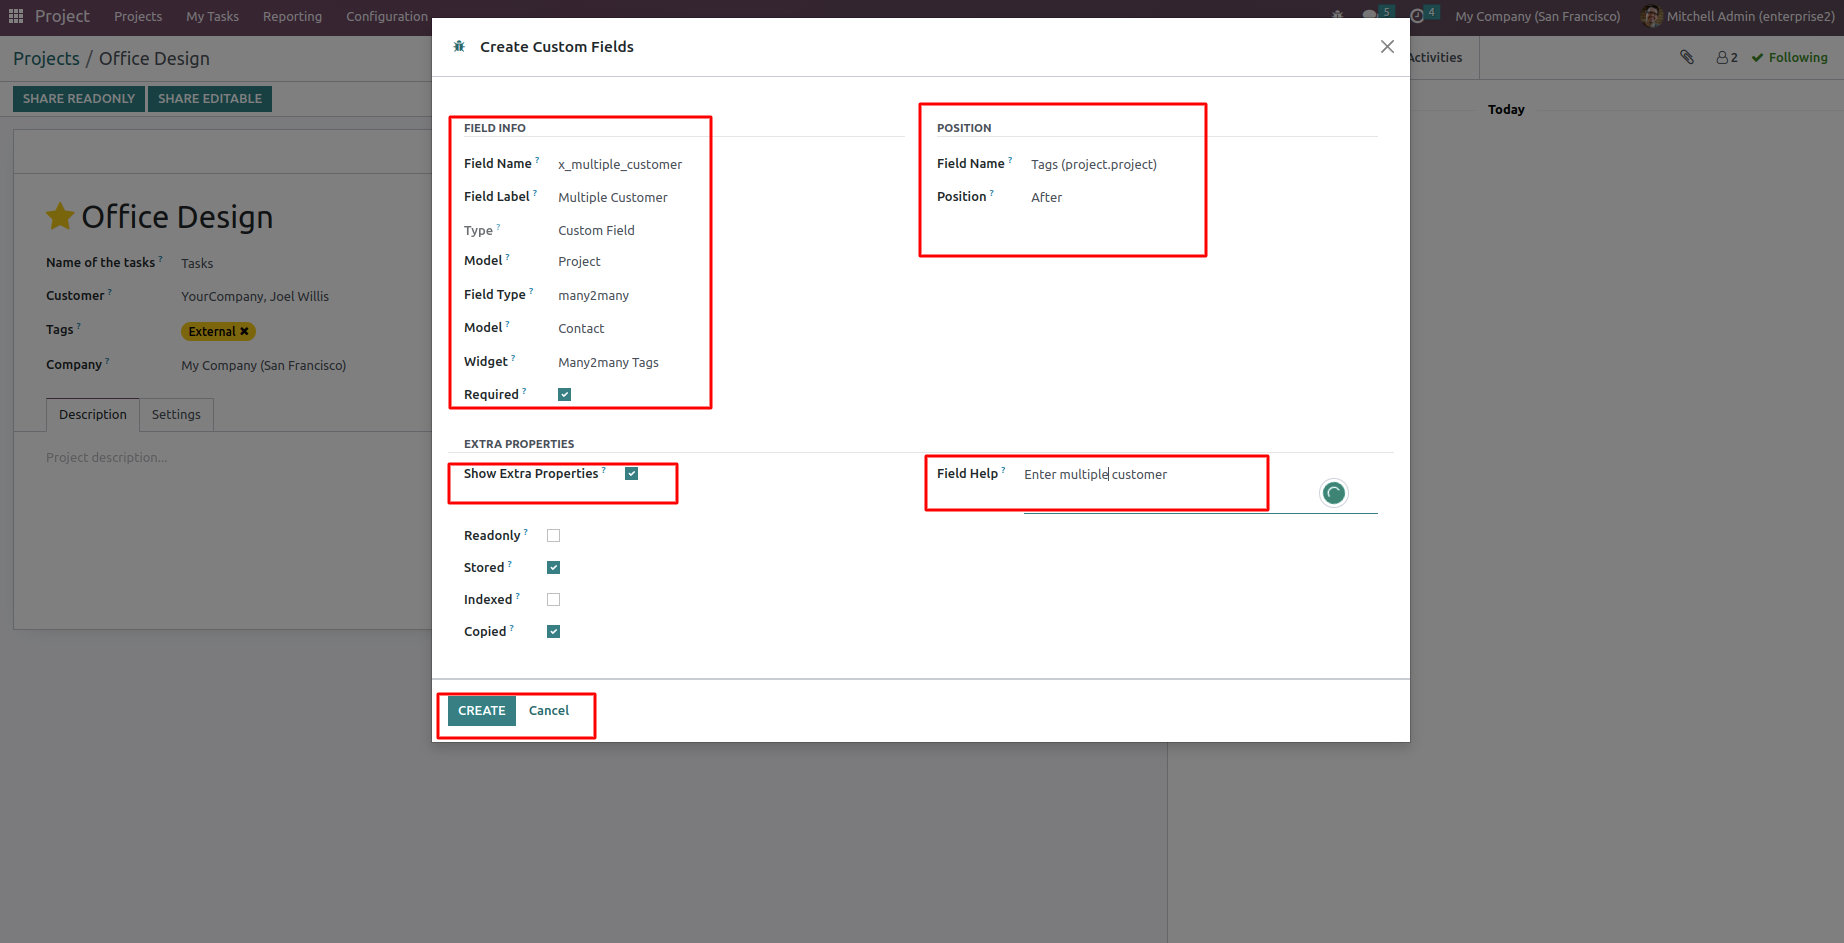 Project Projects My Tasks Reporting Configuration 5 4 My Company (San Francisco) Mitchell Admin (enterprise2)
Projects / Office Design
SHARE READONLY SHARE EDITABLE
Office Design
Name of the tasks ? Tasks
Customer ? YourCompany, Joel Willis
Tags ? External ✖
Company ? My Company (San Francisco)
Description Settings
Project description...
Create Custom Fields
FIELD INFO
Field Name ? x_multiple_customer
Field Label ? Multiple Customer
Type ? Custom Field
Model ? Project
Field Type ? many2many
Model ? Contact
Widget ? Many2many Tags
Required ?
POSITION
Field Name ? Tags (project.project)
Position ? After
EXTRA PROPERTIES
Show Extra Properties ?
Field Help ? Enter multiple customer
Readonly ?
Stored ?
Indexed ?
Copied ?
CREATE Cancel
Activities 2 Following
Today